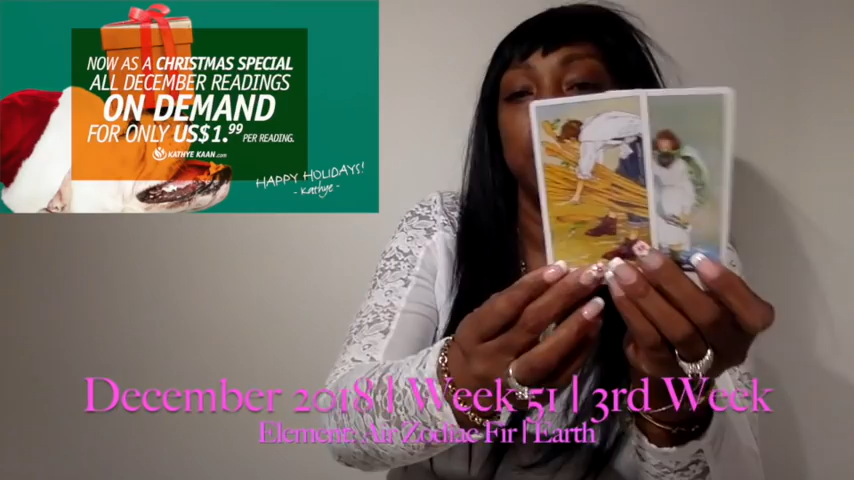 NOW AS A CHRISTMAS SPECIAL
ALL DECEMBER READINGS
ON DEMAND
FOR ONLY US$1.99 PER READING.
KATHYE KAAN.com
HAPPY HOLIDAYS!
- Kathye -
December 2018 | Week 51 | 3rd Week
Element: Air Zodiac Fir | Earth